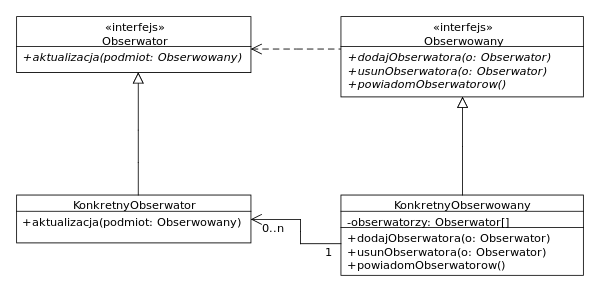 «interfejs»
Obserwator
+aktualizacja(podmiot: Obserwowany)
«interfejs»
Obserwowany
+dodajObserwatora(o: Obserwator)
+usunObserwatora(o: Obserwator)
+powiadomObserwatorow()
KonkretnyObserwator
+aktualizacja(podmiot: Obserwowany)
0..n
1
KonkretnyObserwowany
-obserwatorzy: Obserwator[]
+dodajObserwatora(o: Obserwator)
+usunObserwatora(o: Obserwator)
+powiadomObserwatorow()